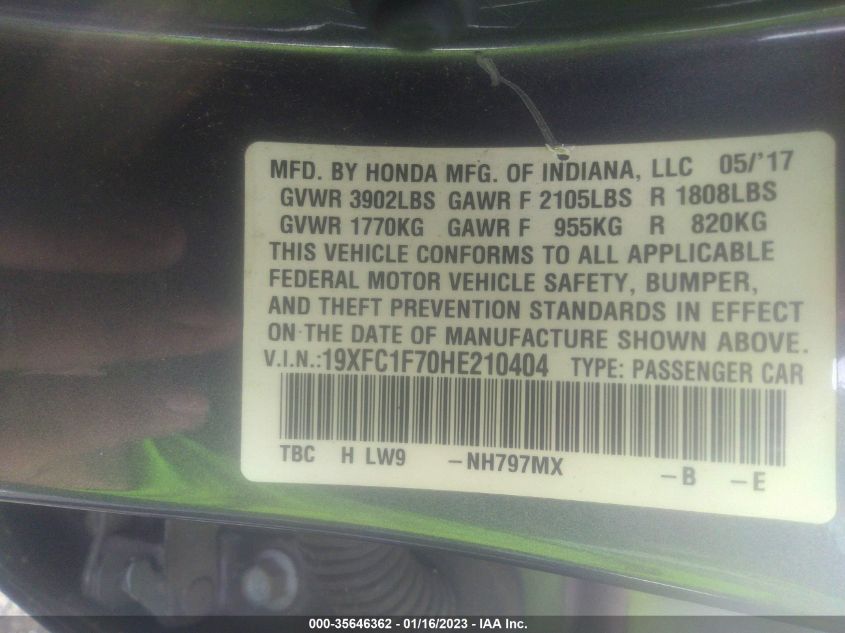 MFD. BY HONDA MFG. OF INDIANA, LLC 05/'17
GVWR 3902LBS GAWR F 2105LBS R 1808LBS
GVWR 1770KG GAWR F 955KG R 820KG
THIS VEHICLE CONFORMS TO ALL APPLICABLE
FEDERAL MOTOR VEHICLE SAFETY, BUMPER,
AND THEFT PREVENTION STANDARDS IN EFFECT
ON THE DATE OF MANUFACTURE SHOWN ABOVE.
V.I.N.:19XFC1F70HE210404 TYPE: PASSENGER CAR
TBC H LW9 -NH797MX -B -E
000-35646362 / 01/16/2023 - IAA Inc.